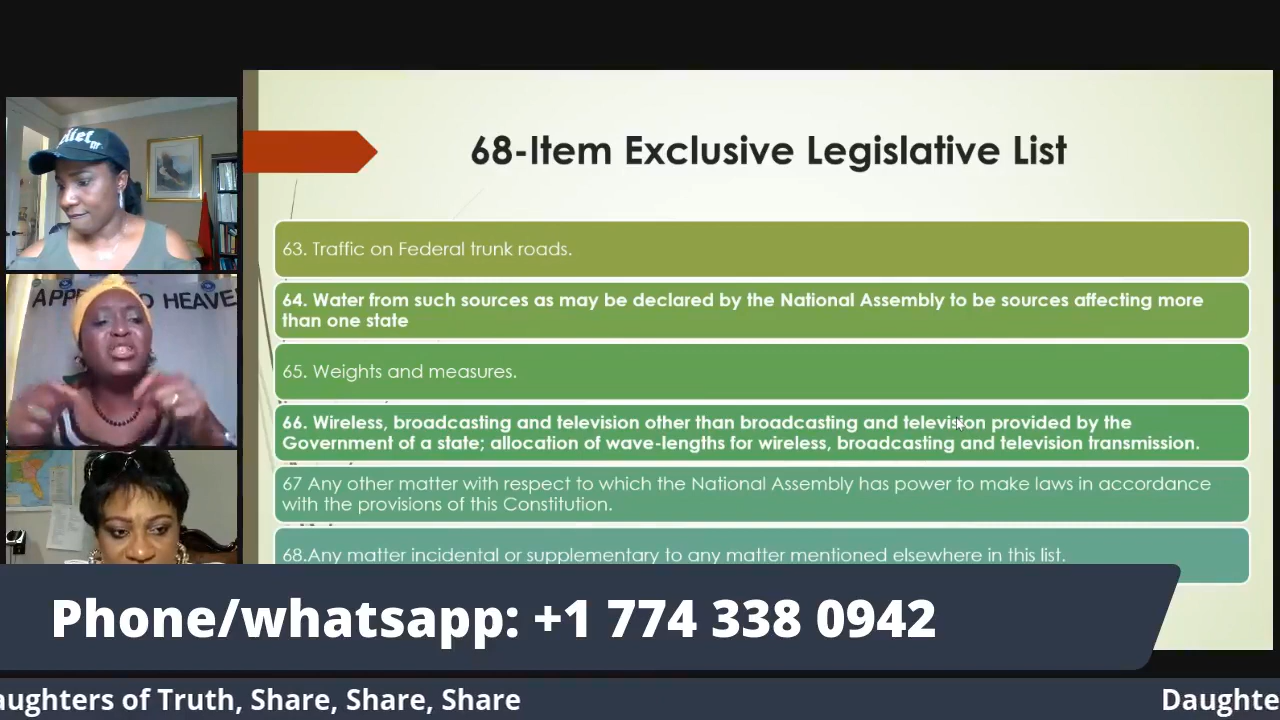 68-Item Exclusive Legislative List
63. Traffic on Federal trunk roads.
64. Water from such sources as may be declared by the National Assembly to be sources affecting more
than one state
65. Weights and measures.
66. Wireless, broadcasting and television other than broadcasting and television provided by the
Government of a state; allocation of wave-lengths for wireless, broadcasting and television transmission.
67 Any other matter with respect to which the National Assembly has power to make laws in accordance
with the provisions of this Constitution.
68.Any matter incidental or supplementary to any matter mentioned elsewhere in this list.
HEAVE
Phone/whatsapp: +1 774 338 0942
aughters of Truth, Share, Share, Share
Daughte